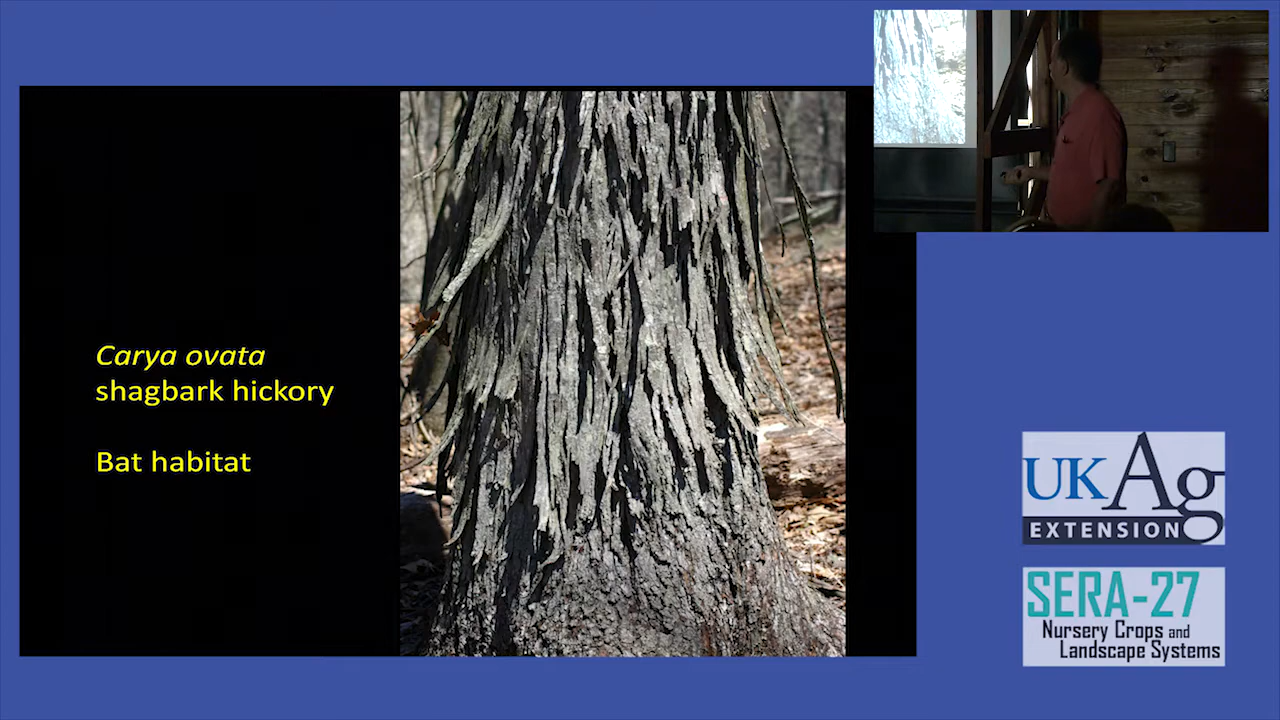 Carya ovata
shagbark hickory
Bat habitat
UKAg
EXTENSION
SERA-27
Nursery Crops and
Landscape Systems